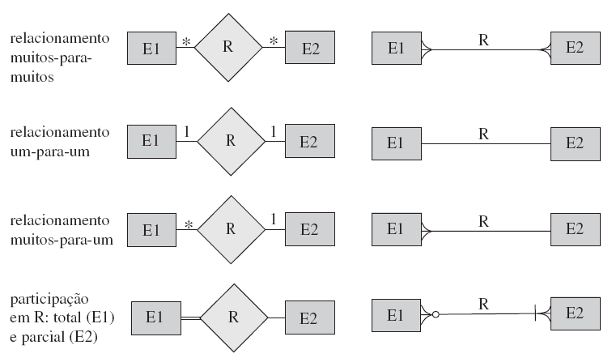 relacionamento
muitos-para-
muitos
E1 * R * E2
E1 R E2
relacionamento
um-para-um
E1 1 R 1 E2
E1 R E2
relacionamento
muitos-para-um
E1 * R 1 E2
E1 R E2
participação
em R: total (E1)
e parcial (E2)
E1 R E2
E1 R E2